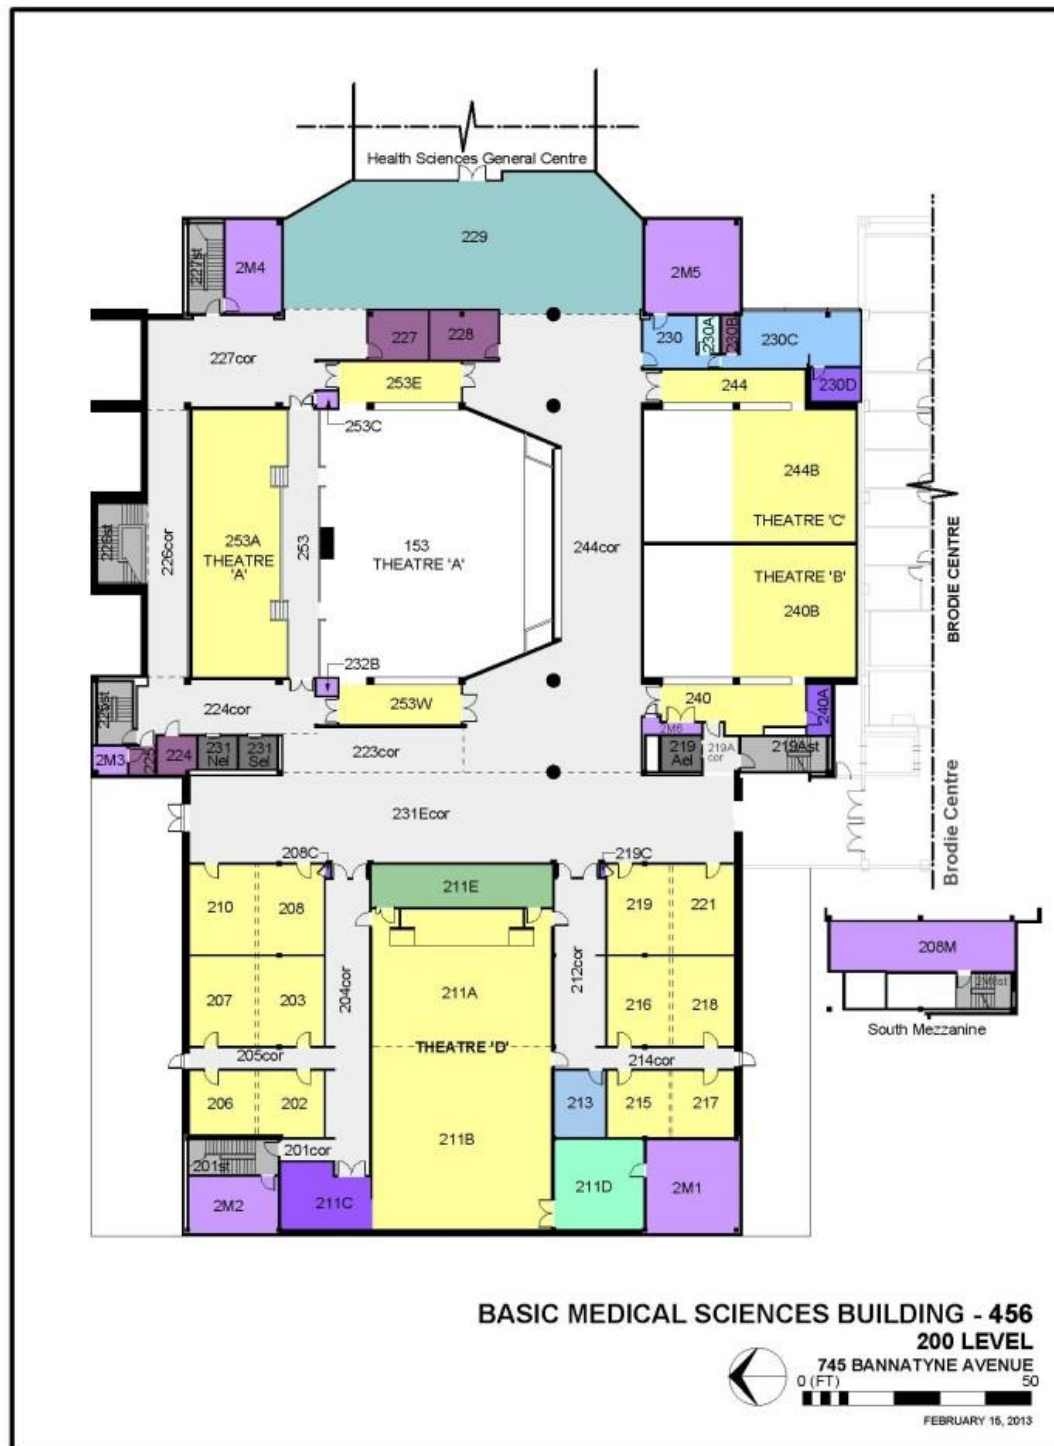 Health Sciences General Centre
229
227st
2M4
2M5
227
228
230
230A
230B
230C
227cor
253E
244
230D
253C
244B
THEATRE 'C'
226cor
253A
THEATRE 'A'
253
153
THEATRE 'A'
244cor
THEATRE 'B'
240B
BRODIE CENTRE
232B
224cor
253W
240
240A
2M6
2M3
225
224
231
Nel
231
Sel
223cor
219
Ael
219A
cor
219Ast
231Ecor
Brodie Centre
208C
219C
211E
210
208
219
221
204cor
212cor
207
203
211A
216
218
208M
South Mezzanine
THEATRE 'D'
205cor
214cor
206
202
213
215
217
211B
201cor
201st
2M2
211C
211D
2M1
BASIC MEDICAL SCIENCES BUILDING - 456
200 LEVEL
745 BANNATYNE AVENUE
0 (FT)
50
FEBRUARY 15, 2013